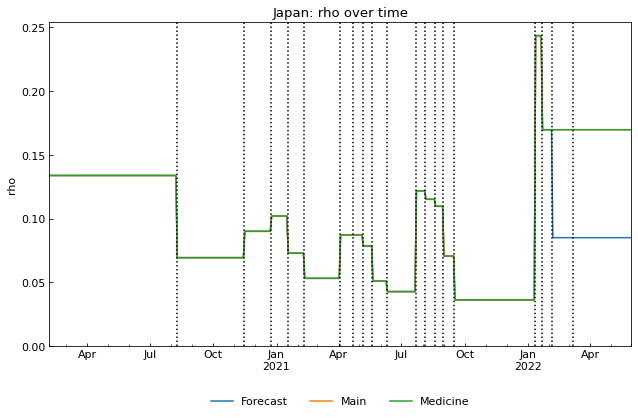 Japan: rho over time
rho
0.25
0.20
0.15
0.10
0.05
0.00
Apr Jul Oct Jan Apr Jul Oct Jan Apr
2021 2022
Forecast Main Medicine